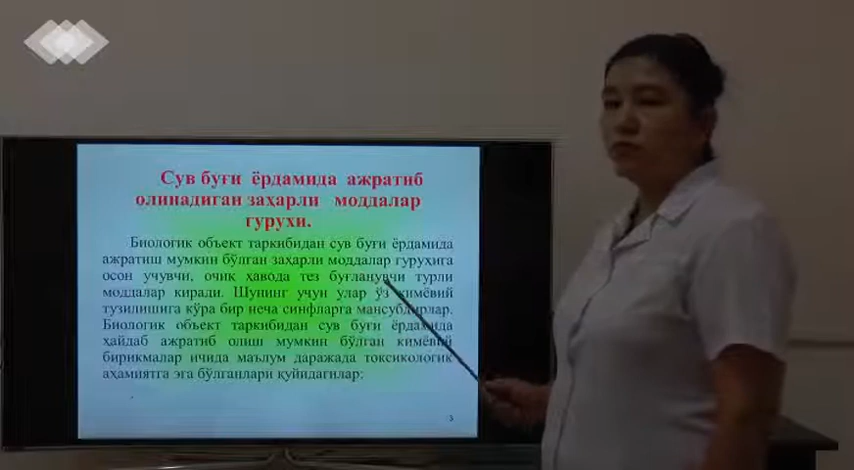 Сув буғи ёрдамида ажратиб
олинадиган заҳарли моддалар
гуруҳи.
Биологик объект таркибидан сув буғи ёрдамида
ажратиш мумкин бўлган заҳарли моддалар гуруҳига
осон учувчи, очиқ ҳавода тез буғланувчи турли
моддалар киради. Шунинг учун улар ўз кимёвий
тузилишига кўра бир неча синфларга мансубдирлар.
Биологик объект таркибидан сув буғи ёрдамида
ҳайдаб ажратиб олиш мумкин бўлган кимёвий
бирикмалар ичида маълум даражада токсикологик
аҳамиятга эга бўлганлари қуйидагилар:
3